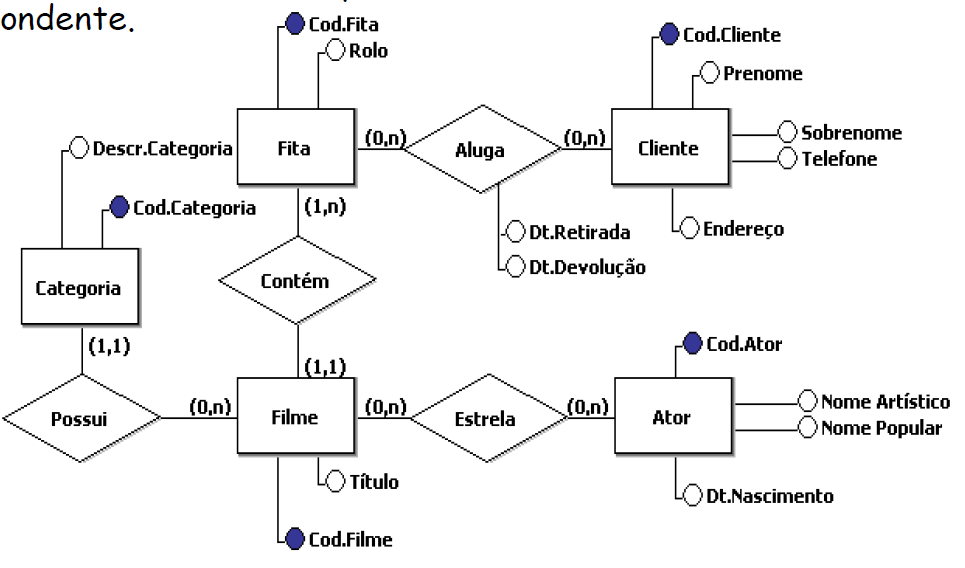 ondente.
Cod.Fita
Rolo
Cod.Cliente
Prenome
Descr.Categoria
Fita
(0,n)
Aluga
(0,n)
Cliente
Sobrenome
Telefone
Cod.Categoria
(1,n)
Dt.Retirada
Endereço
Dt.Devolução
Categoria
Contém
(1,1)
(1,1)
Cod.Ator
Possui
(0,n)
Filme
(0,n)
Estrela
(0,n)
Ator
Nome Artístico
Nome Popular
Título
Dt.Nascimento
Cod.Filme